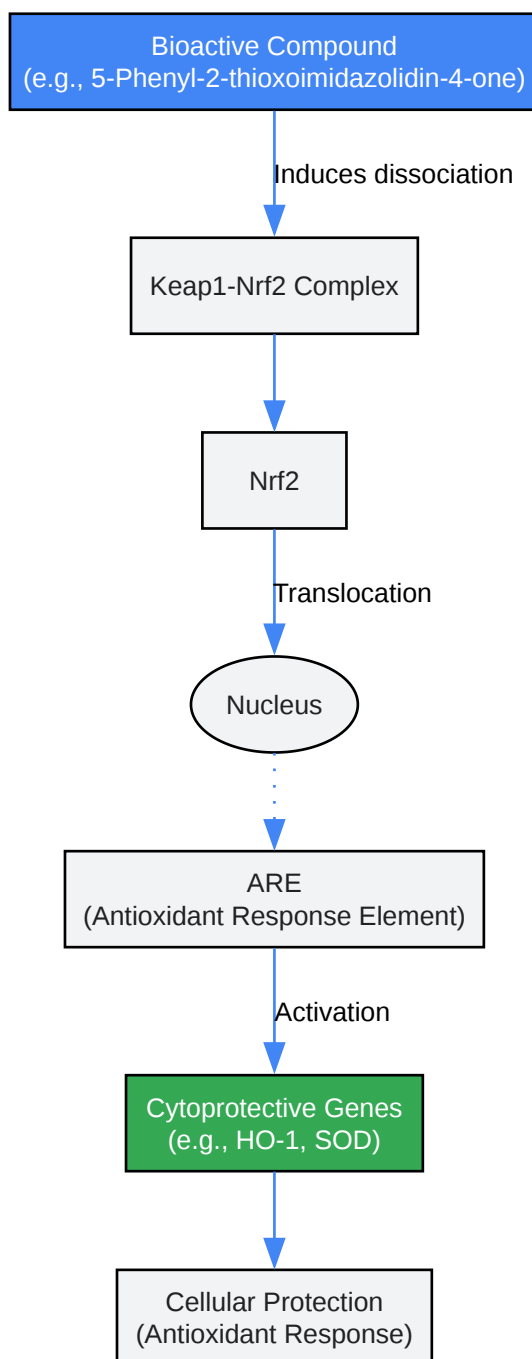 Bioactive Compound
(e.g., 5-Phenyl-2-thioxoimidazolidin-4-one)
Induces dissociation
Keap1-Nrf2 Complex
Nrf2
Translocation
Nucleus
ARE
(Antioxidant Response Element)
Activation
Cytoprotective Genes
(e.g., HO-1, SOD)
Cellular Protection
(Antioxidant Response)